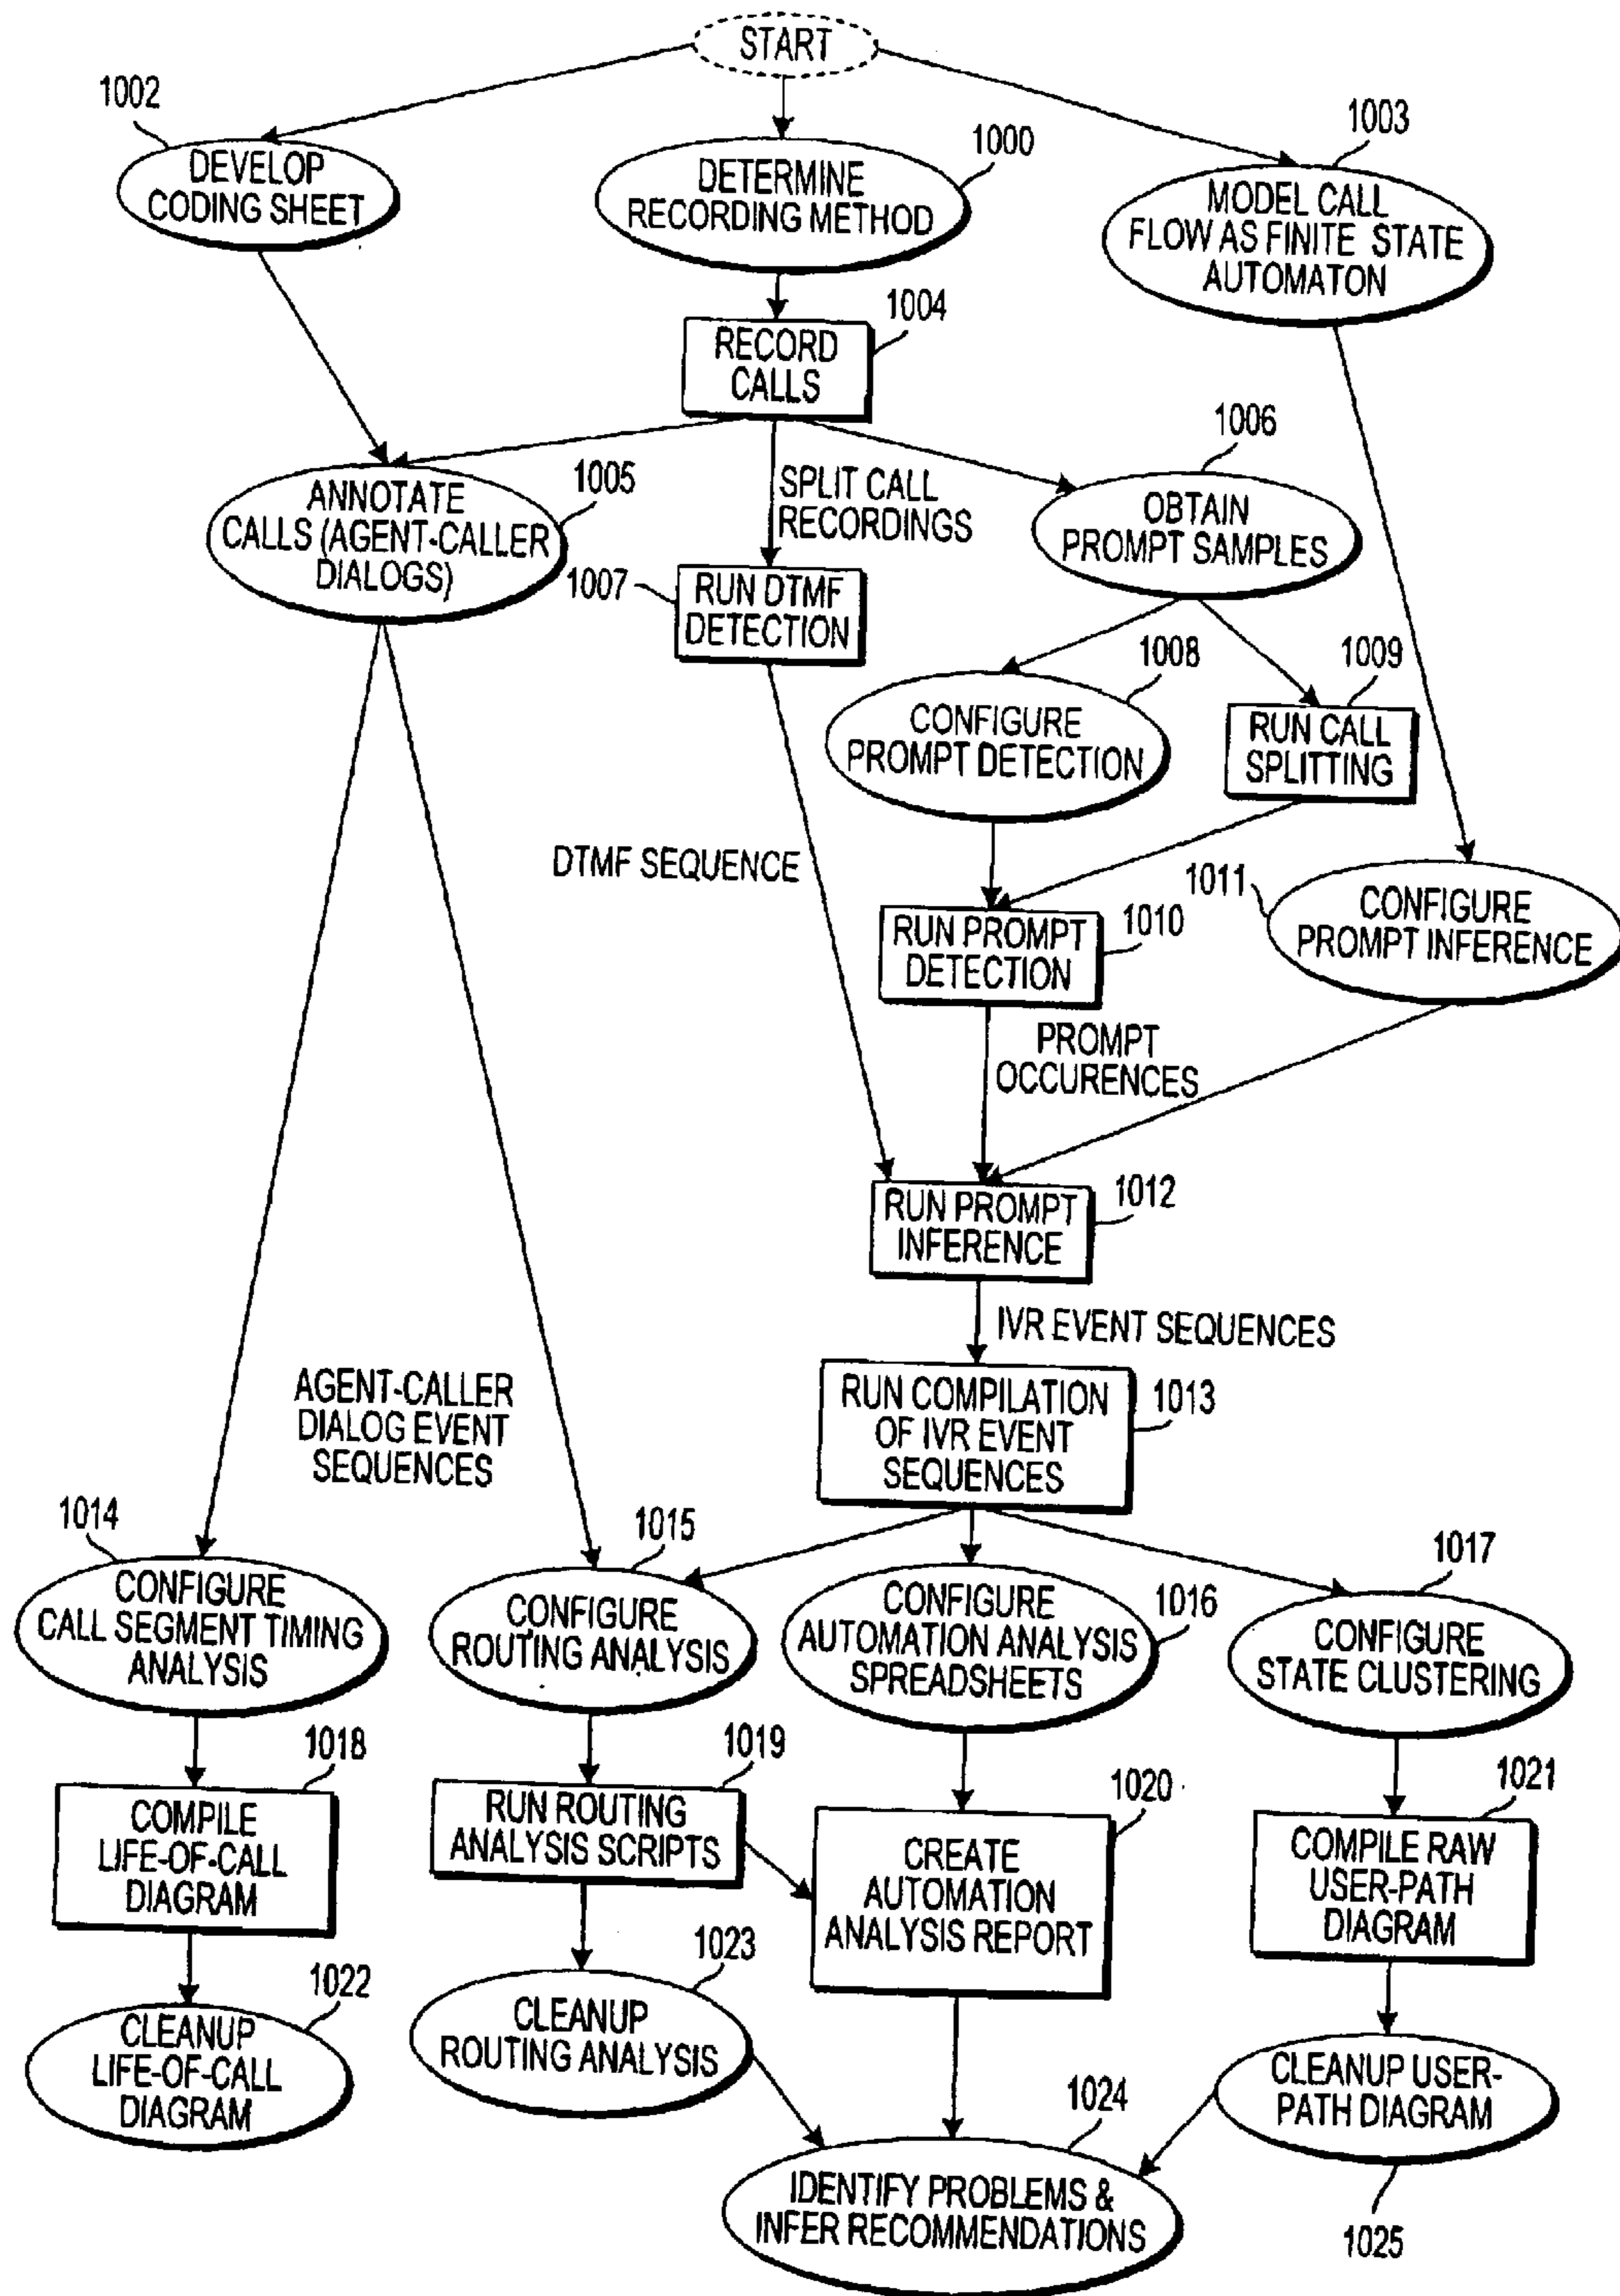 START
1002
DEVELOP
CODING SHEET
1000
DETERMINE
RECORDING METHOD
1003
MODEL CALL
FLOW AS FINITE STATE
AUTOMATON
1004
RECORD
CALLS
1005
ANNOTATE
CALLS (AGENT-CALLER
DIALOGS)
SPLIT CALL
RECORDINGS
1006
OBTAIN
PROMPT SAMPLES
1007
RUN DTMF
DETECTION
1008
CONFIGURE
PROMPT DETECTION
1009
RUN CALL
SPLITTING
DTMF SEQUENCE
1010
RUN PROMPT
DETECTION
1011
CONFIGURE
PROMPT INFERENCE
PROMPT
OCCURENCES
1012
RUN PROMPT
INFERENCE
IVR EVENT SEQUENCES
AGENT-CALLER
DIALOG EVENT
SEQUENCES
1013
RUN COMPILATION
OF IVR EVENT
SEQUENCES
1014
CONFIGURE
CALL SEGMENT TIMING
ANALYSIS
1015
CONFIGURE
ROUTING ANALYSIS
1016
CONFIGURE
AUTOMATION ANALYSIS
SPREADSHEETS
1017
CONFIGURE
STATE CLUSTERING
1018
COMPILE
LIFE-OF-CALL
DIAGRAM
1019
RUN ROUTING
ANALYSIS SCRIPTS
1020
CREATE
AUTOMATION
ANALYSIS REPORT
1021
COMPILE RAW
USER-PATH
DIAGRAM
1022
CLEANUP
LIFE-OF-CALL
DIAGRAM
1023
CLEANUP
ROUTING ANALYSIS
1024
IDENTIFY PROBLEMS &
INFER RECOMMENDATIONS
CLEANUP USER-
PATH DIAGRAM
1025